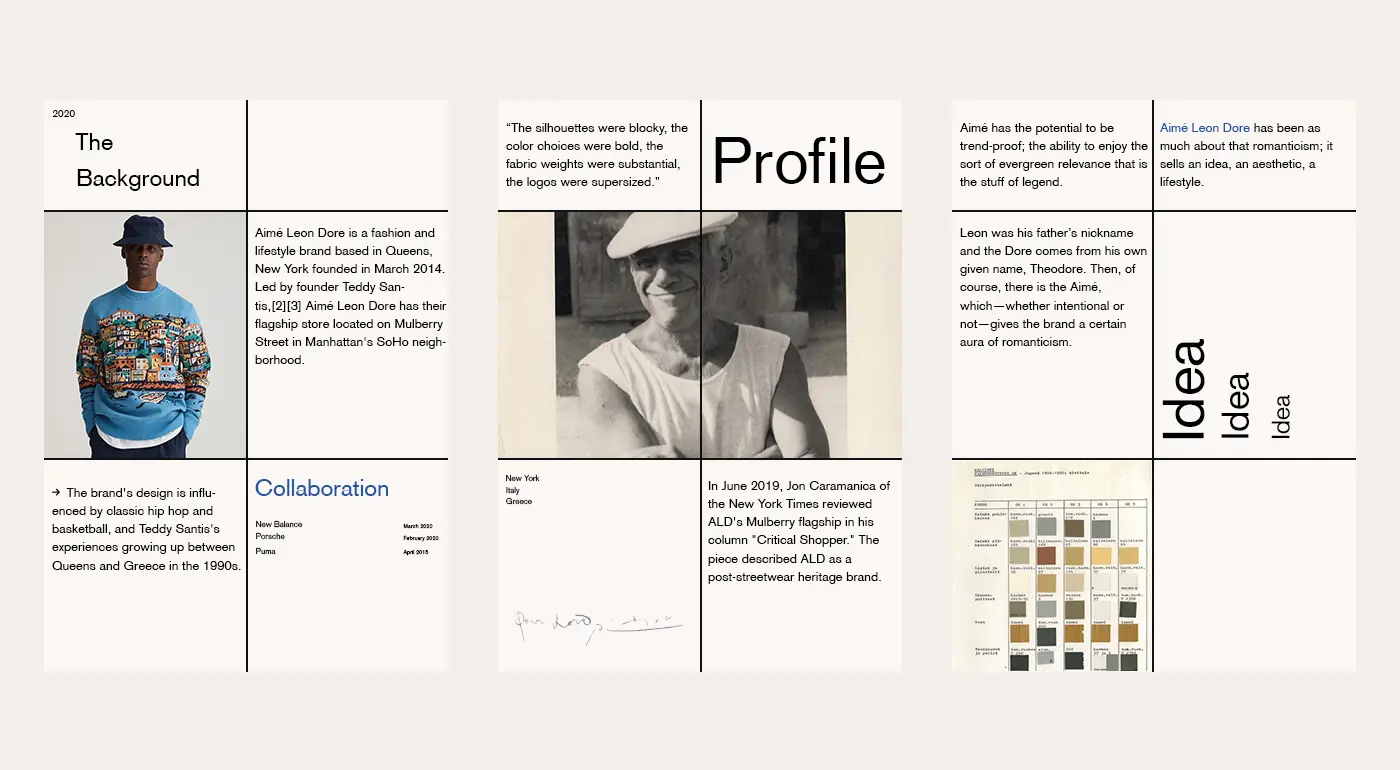 2020
The
Background
Aimé Leon Dore is a fashion and
lifestyle brand based in Queens,
New York founded in March 2014.
Led by founder Teddy San-
tis,[2][3] Aimé Leon Dore has their
flagship store located on Mulberry
Street in Manhattan's SoHo neigh-
borhood.
→ The brand's design is influ-
enced by classic hip hop and
basketball, and Teddy Santis's
experiences growing up between
Queens and Greece in the 1990s.
Collaboration
New Balance March 2020
Porsche February 2020
Puma April 2018
“The silhouettes were blocky, the
color choices were bold, the
fabric weights were substantial,
the logos were supersized.”
Profile
New York
Italy
Greece
In June 2019, Jon Caramanica of
the New York Times reviewed
ALD's Mulberry flagship in his
column "Critical Shopper." The
piece described ALD as a
post-streetwear heritage brand.
Aimé has the potential to be
trend-proof; the ability to enjoy the
sort of evergreen relevance that is
the stuff of legend.
Aimé Leon Dore has been as
much about that romanticism; it
sells an idea, an aesthetic, a
lifestyle.
Leon was his father’s nickname
and the Dore comes from his own
given name, Theodore. Then, of
course, there is the Aimé,
which—whether intentional or
not—gives the brand a certain
aura of romanticism.
Idea
Idea
Idea